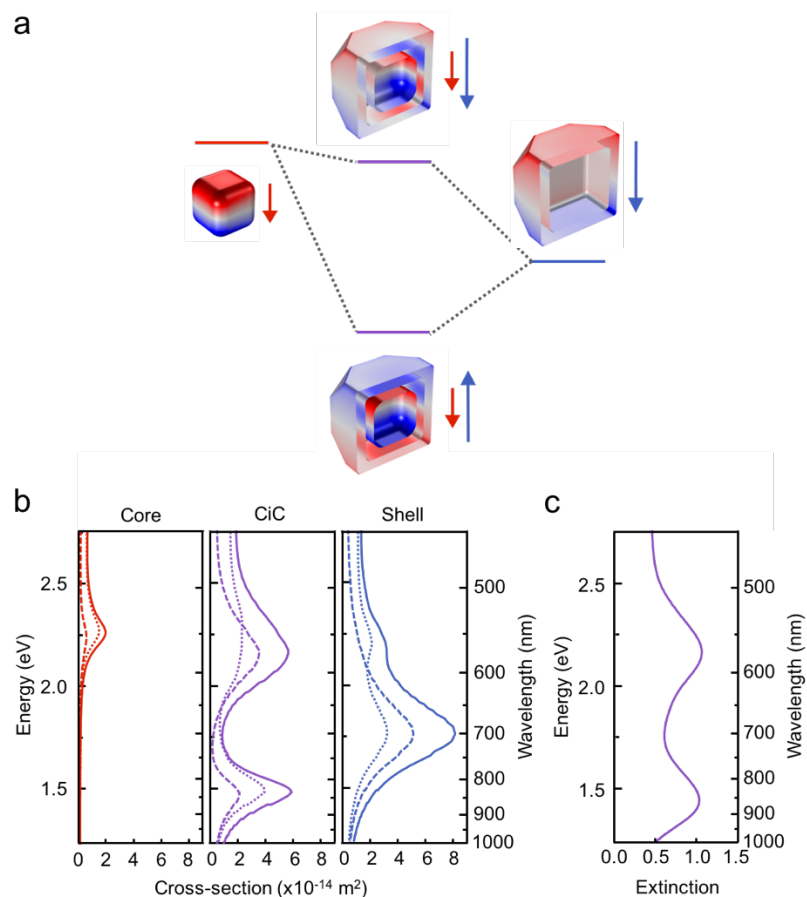 a
b
Core
CiC
Shell
Energy (eV)
2.5
2.0
1.5
0 2 4 6 8
0 2 4 6 8
0 2 4 6 8
Cross-section (x10⁻¹⁴ m²)
500
600
700
800
900
1000
Wavelength (nm)
c
Energy (eV)
2.5
2.0
1.5
0.0 0.5 1.0 1.5
Extinction
500
600
700
800
900
1000
Wavelength (nm)